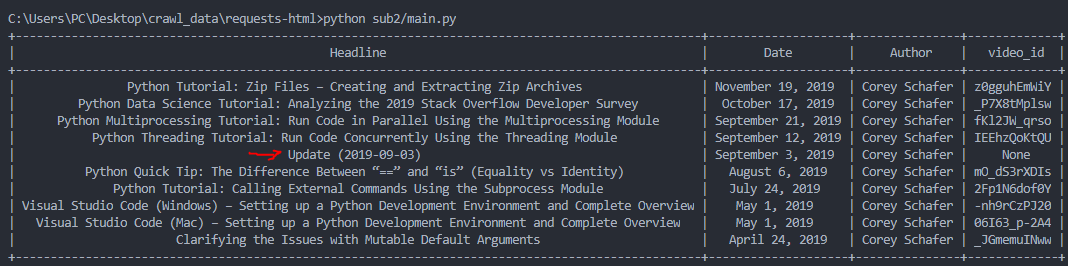 C:\Users\PC\Desktop\crawl_data\requests-html>python sub2/main.py
+---+---+---+---+
| Headline | Date | Author | video_id |
+---+---+---+---+
| Python Tutorial: Zip Files – Creating and Extracting Zip Archives | November 19, 2019 | Corey Schafer | z0gguhEmWiY |
| Python Data Science Tutorial: Analyzing the 2019 Stack Overflow Developer Survey | October 17, 2019 | Corey Schafer | _P7X8tMplsw |
| Python Multiprocessing Tutorial: Run Code in Parallel Using the Multiprocessing Module | September 21, 2019 | Corey Schafer | fKl2JW_qrso |
| Python Threading Tutorial: Run Code Concurrently Using the Threading Module | September 12, 2019 | Corey Schafer | IEEhzQoKtQU |
| Update (2019-09-03) | September 3, 2019 | Corey Schafer | None |
| Python Quick Tip: The Difference Between “==” and “is” (Equality vs Identity) | August 6, 2019 | Corey Schafer | mO_dS3rXDIs |
| Python Tutorial: Calling External Commands Using the Subprocess Module | July 24, 2019 | Corey Schafer | 2Fp1N6dof0Y |
| Visual Studio Code (Windows) – Setting up a Python Development Environment and Complete Overview | May 1, 2019 | Corey Schafer | -nh9rCzPJ20 |
| Visual Studio Code (Mac) – Setting up a Python Development Environment and Complete Overview | May 1, 2019 | Corey Schafer | 06I63_p-2A4 |
| Clarifying the Issues with Mutable Default Arguments | April 24, 2019 | Corey Schafer | _JGmemuINww |
+---+---+---+---+